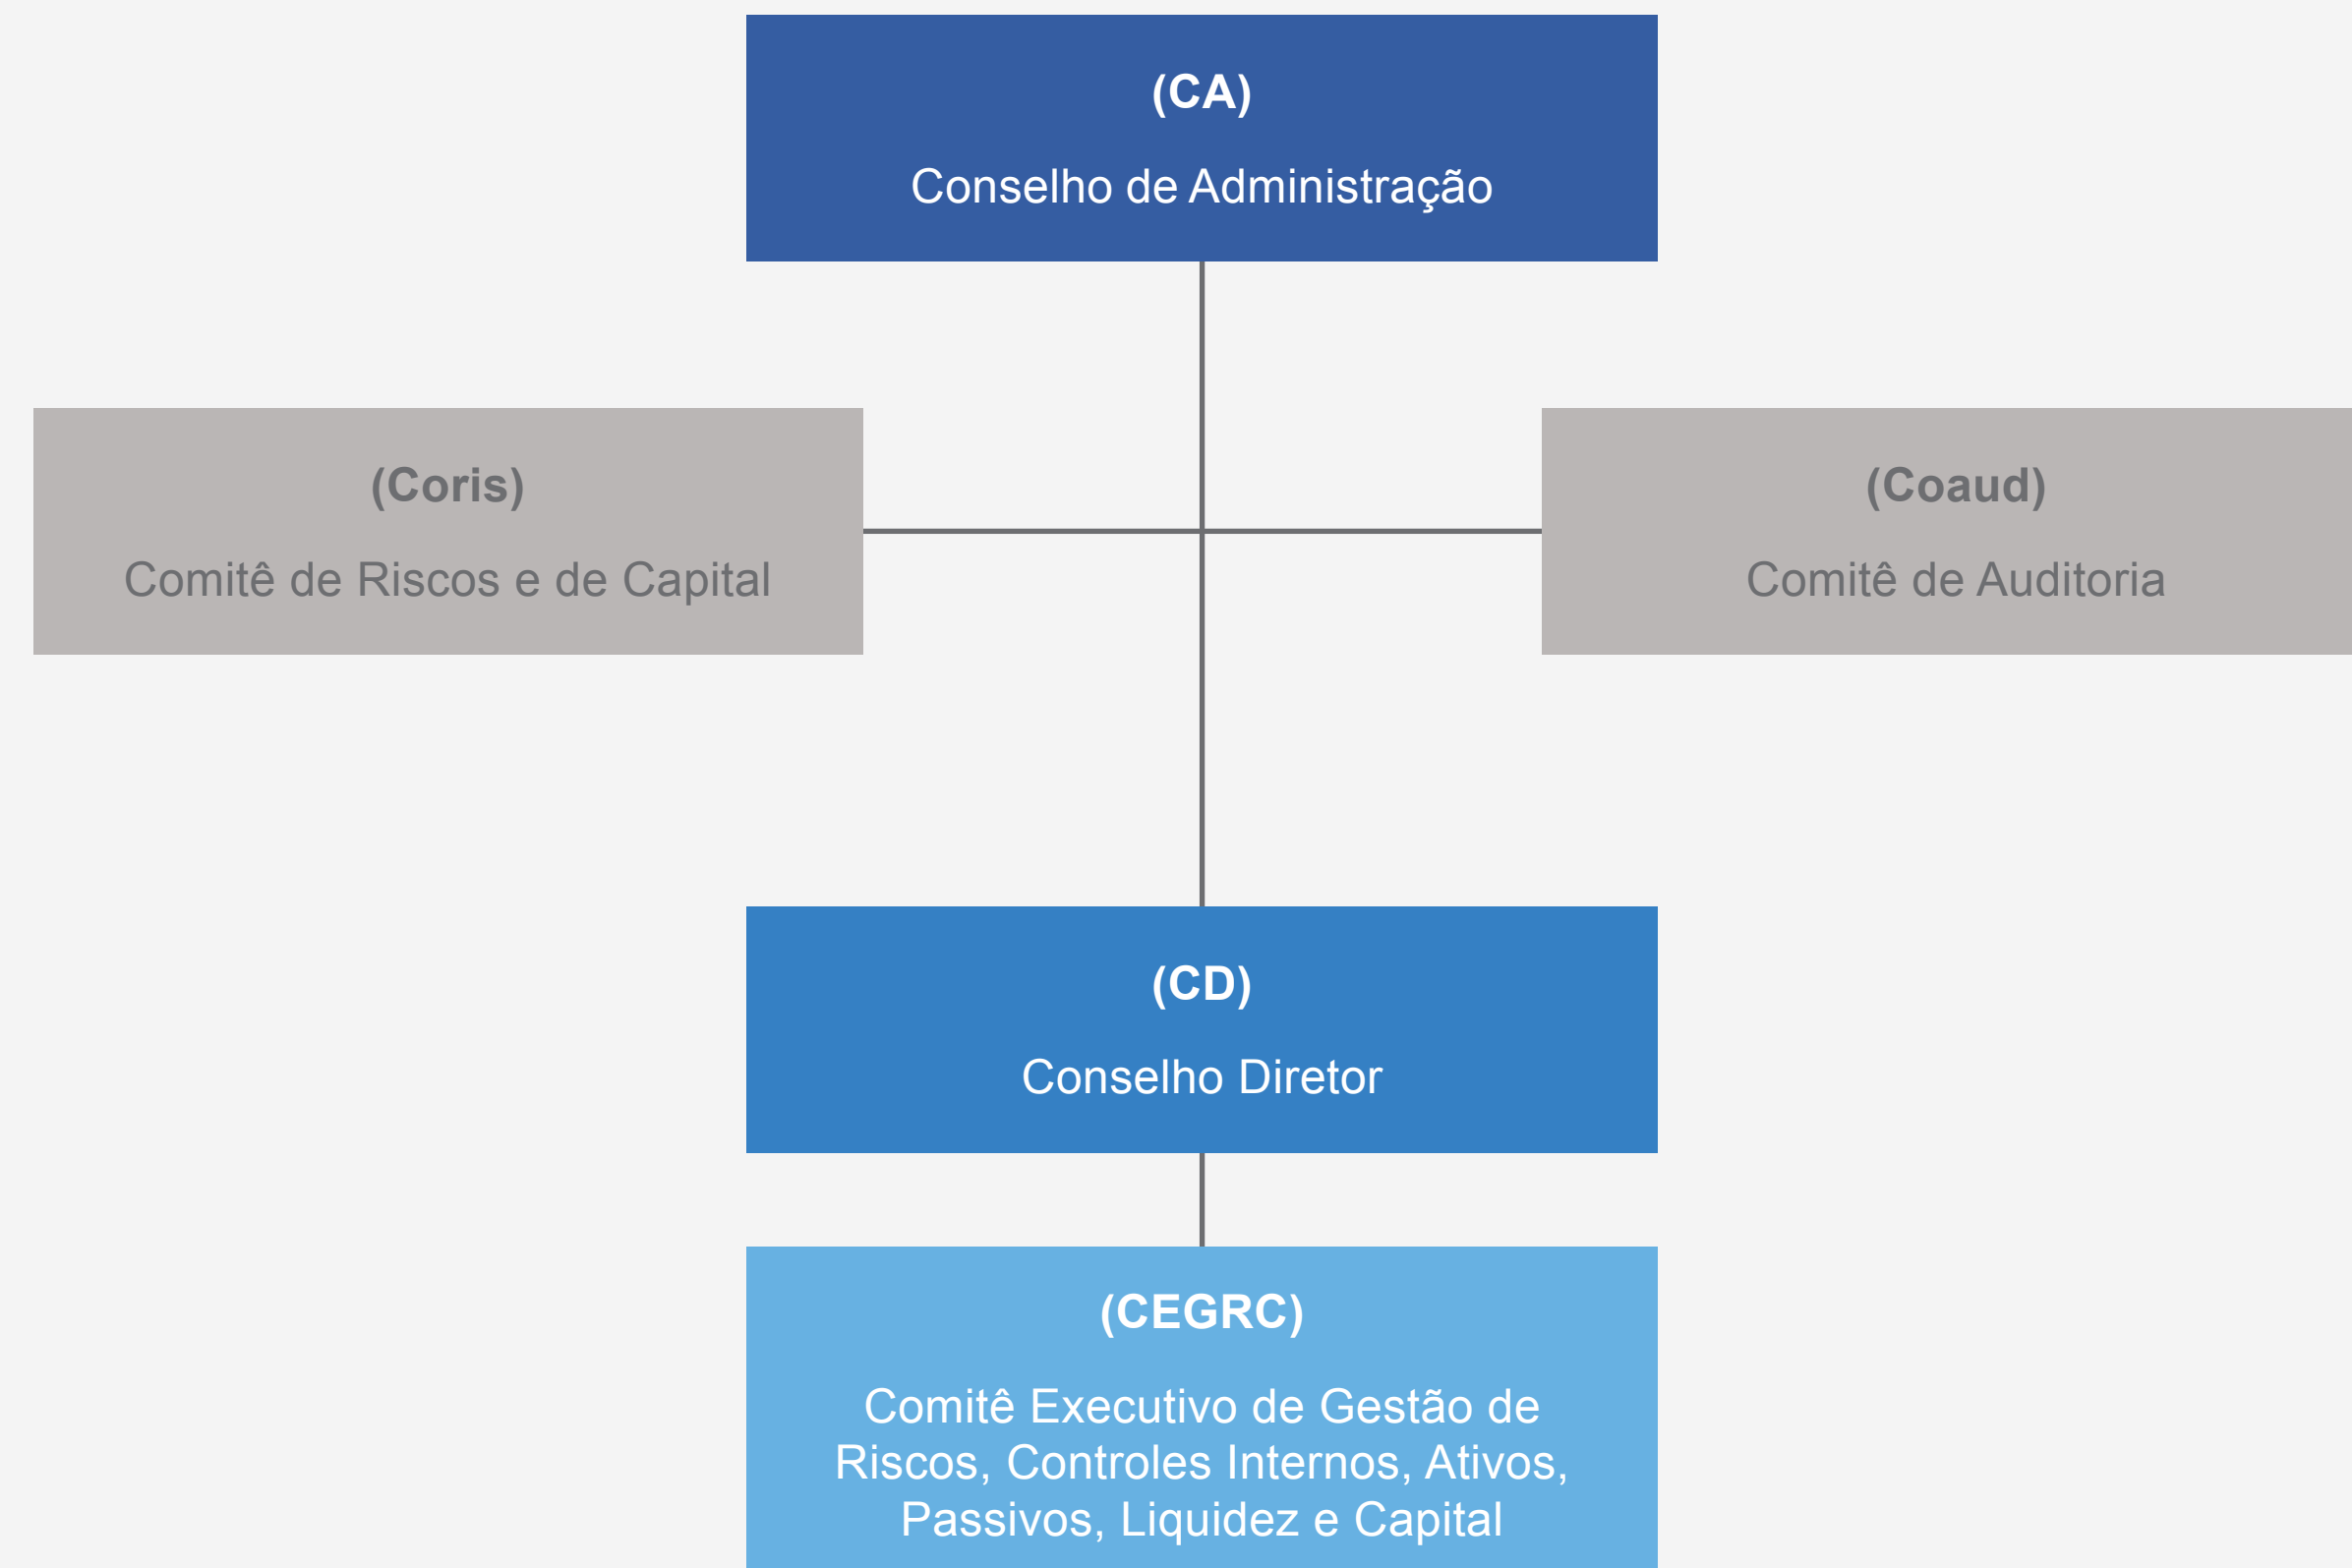 (CA)
Conselho de Administração
(Coris)
Comitê de Riscos e de Capital
(Coaud)
Comitê de Auditoria
(CD)
Conselho Diretor
(CEGRC)
Comitê Executivo de Gestão de
Riscos, Controles Internos, Ativos,
Passivos, Liquidez e Capital